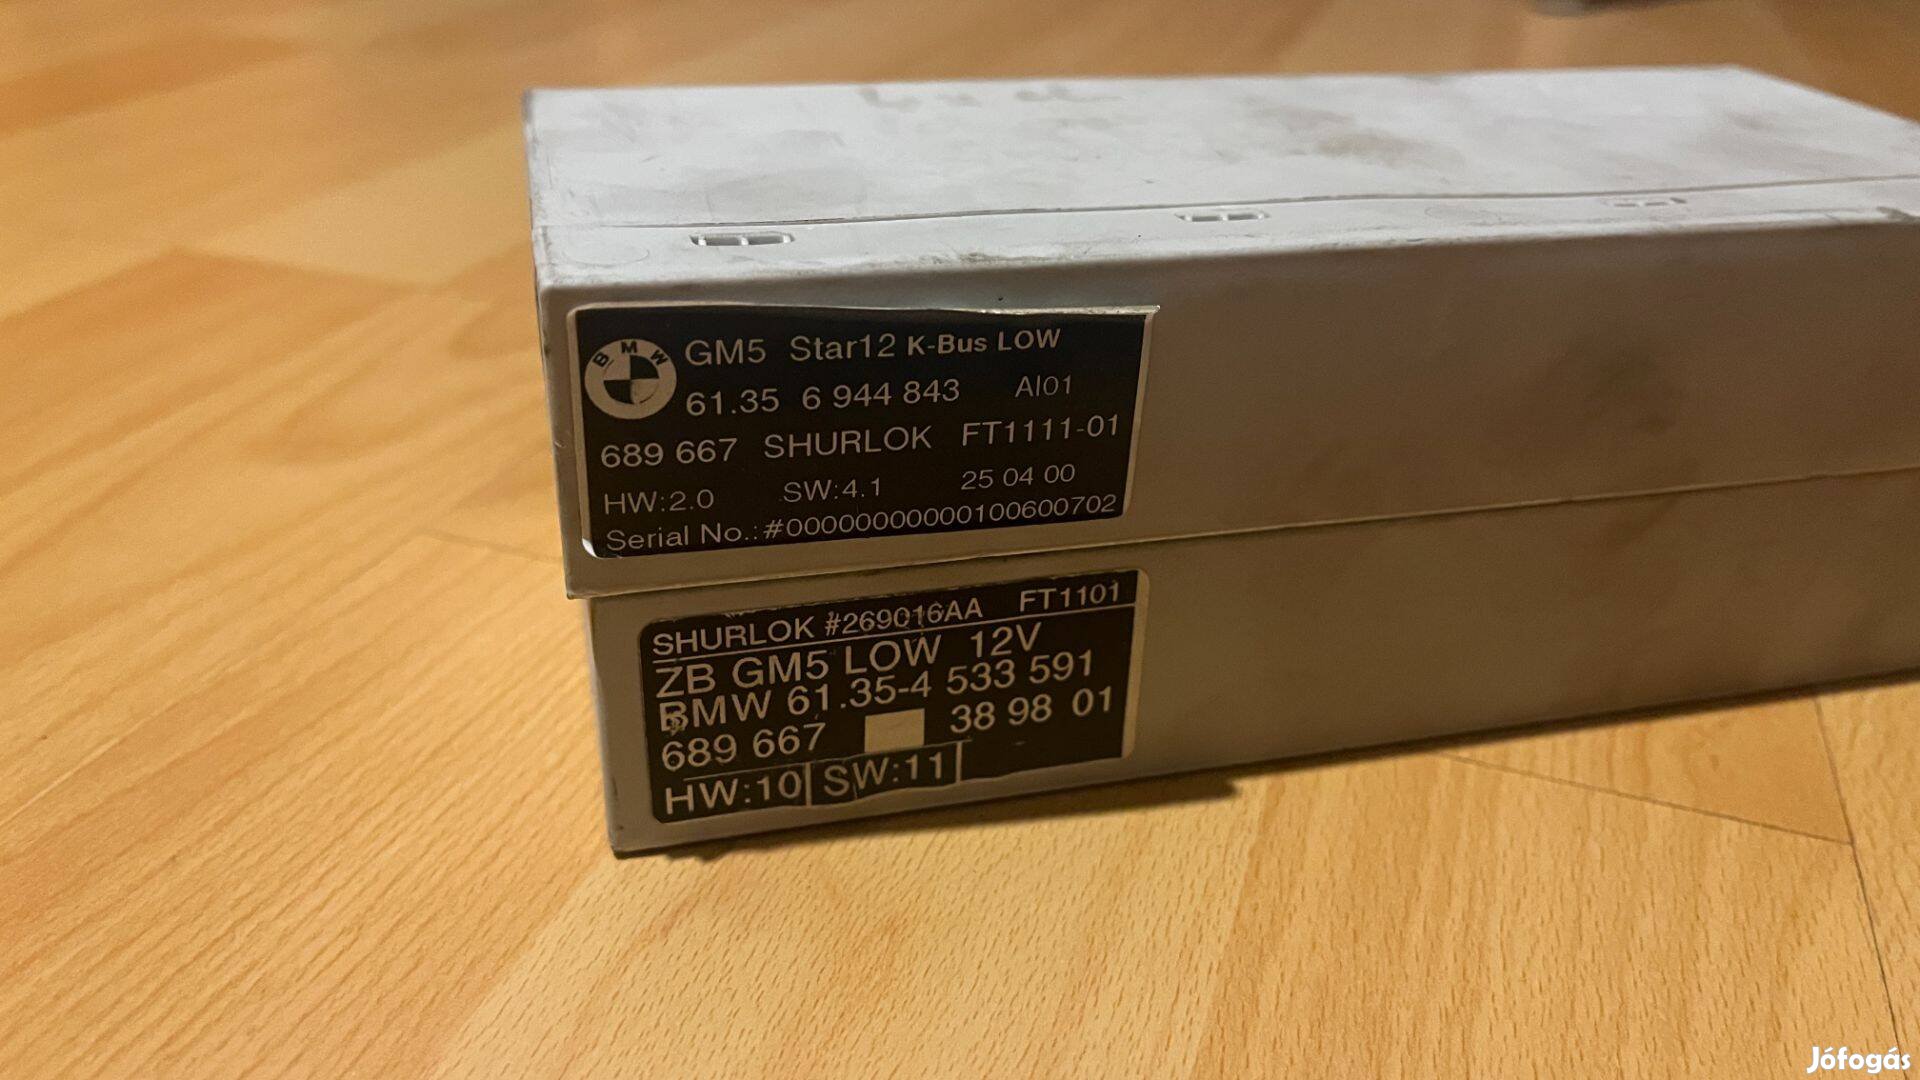 BMW
GM5 Star12 K-Bus LOW
61.35 6 944 843 AI01
689 667 SHURLOK FT1111-01
HW:2.0 SW:4.1 25 04 00
Serial No.:#00000000000100600702
SHURLOK #269016AA FT1101
ZB GM5 LOW 12V
BMW 61.35-4 533 591
689 667 38 98 01
HW:10 SW:11
Jófogás